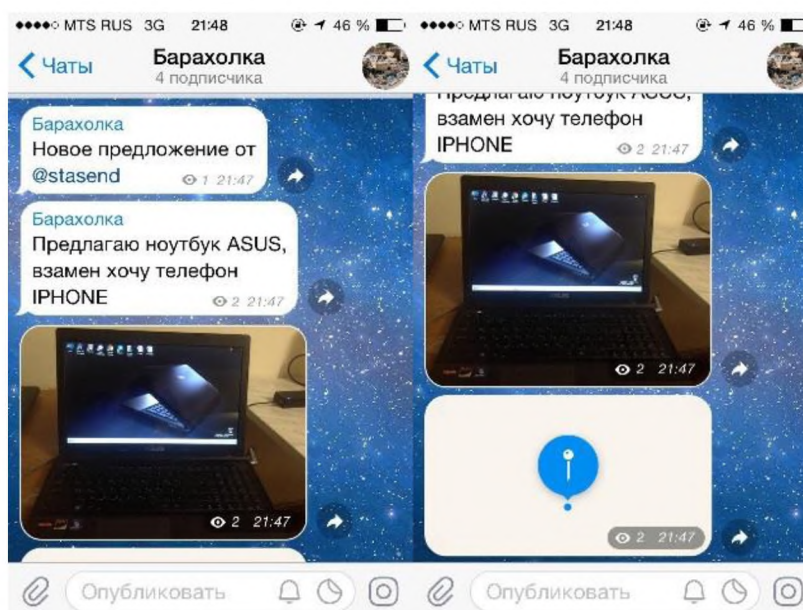 MTS RUS 3G 21:48 46 %
Чаты
Барахолка
4 подписчика
Барахолка
Новое предложение от
@stasend
1 21:47
Барахолка
Предлагаю ноутбук ASUS,
взамен хочу телефон
IPHONE
2 21:47
2 21:47
Опубликовать
MTS RUS 3G 21:48 46 %
Чаты
Барахолка
4 подписчика
Предлагаю ноутбук ASUS,
взамен хочу телефон
IPHONE
2 21:47
2 21:47
2 21:47
Опубликовать